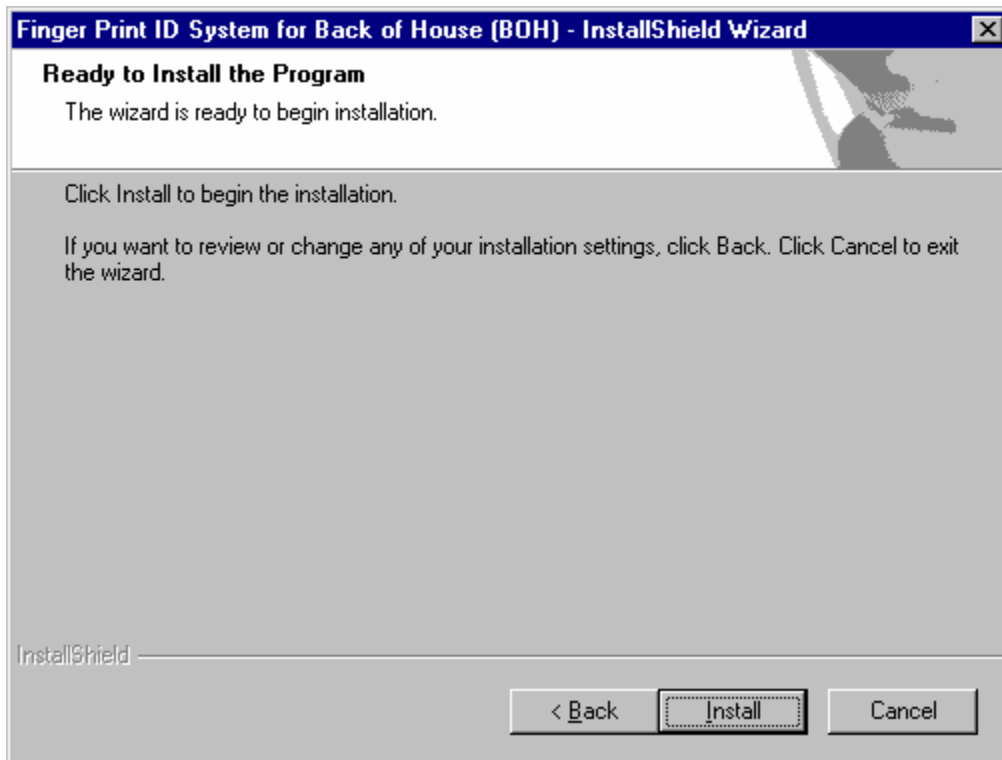 Finger Print ID System for Back of House (BOH) - InstallShield Wizard
Ready to Install the Program
The wizard is ready to begin installation.
Click Install to begin the installation.
If you want to review or change any of your installation settings, click Back. Click Cancel to exit
the wizard.
InstallShield
< Back
Install
Cancel